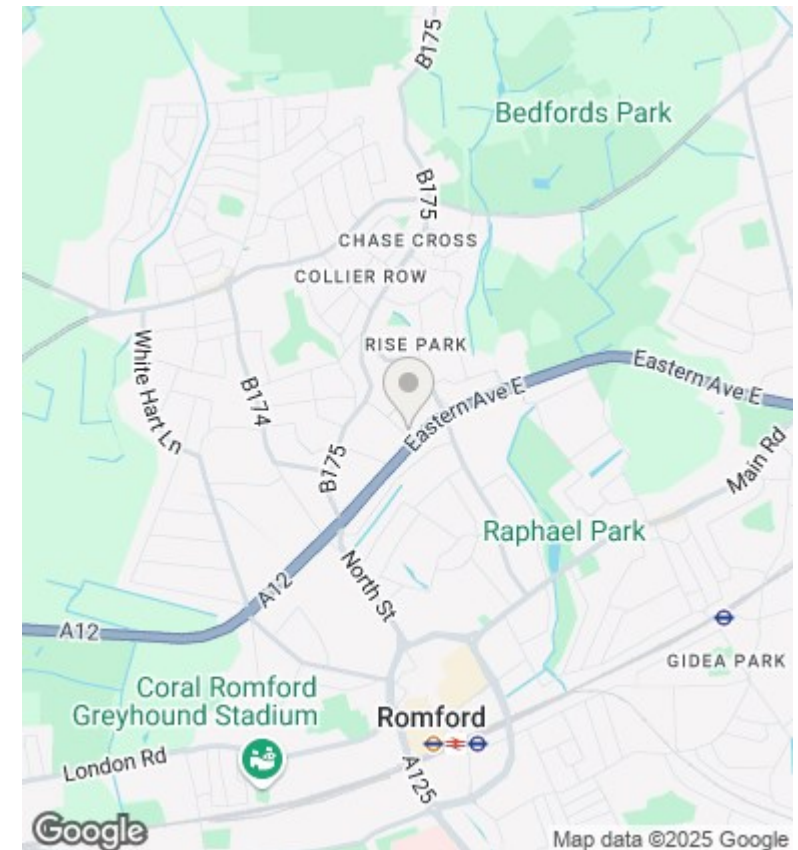 B175
Bedfords Park
B175
CHASE CROSS
COLLIER ROW
RISE PARK
White Hart Ln
B174
Eastern Ave E
Eastern Ave E
B175
Main Rd
Raphael Park
North St
A12
A12
GIDEA PARK
Coral Romford
Greyhound Stadium
Romford
London Rd
A125
Google
Map data ©2025 Google